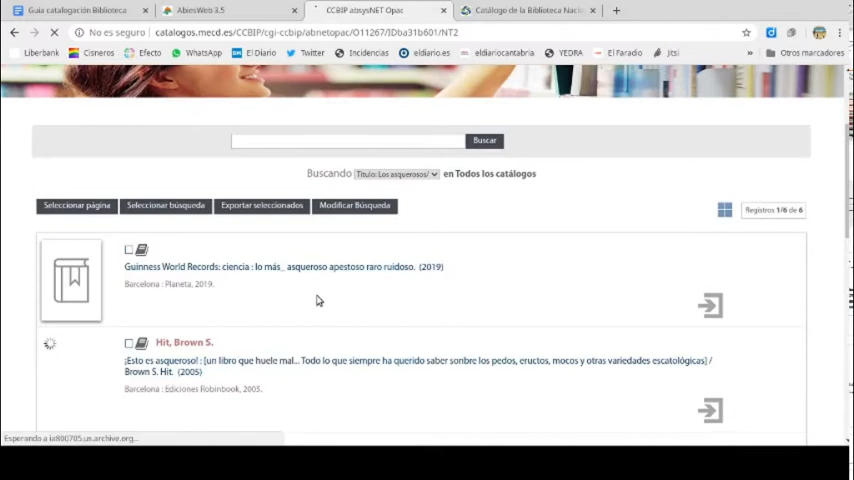 Guia catalogación Biblioteca
AbiesWeb 3.5
CCBIP absysNET Opac
Catálogo de la Biblioteca Nacio
No es seguro
catalogos.mecd.es/CCBIP/cgi-ccbip/abnetopac/O11267/IDba31b601/NT2
Liberbank
Cisneros
Efecto
WhatsApp
El Diario
Twitter
Incidencias
eldiario.es
eldiariocantabria
YEDRA
El Faradio
Jitsi
»
Otros marcadores
Buscar
Buscando Título: Los asquerosos/ en Todos los catálogos
Seleccionar página
Seleccionar búsqueda
Exportar seleccionados
Modificar Búsqueda
Registros 1/6 de 6
Guinness World Records: ciencia : lo más_ asqueroso apestoso raro ruidoso. (2019)
Barcelona : Planeta, 2019.
Hit, Brown S.
¡Esto es asqueroso! : [un libro que huele mal... Todo lo que siempre ha querido saber sonbre los pedos, eructos, mocos y otras variedades escatológicas] /
Brown S. Hit. (2005)
Barcelona : Ediciones Robinbook, 2005.
Esperando a ia800705.us.archive.org...